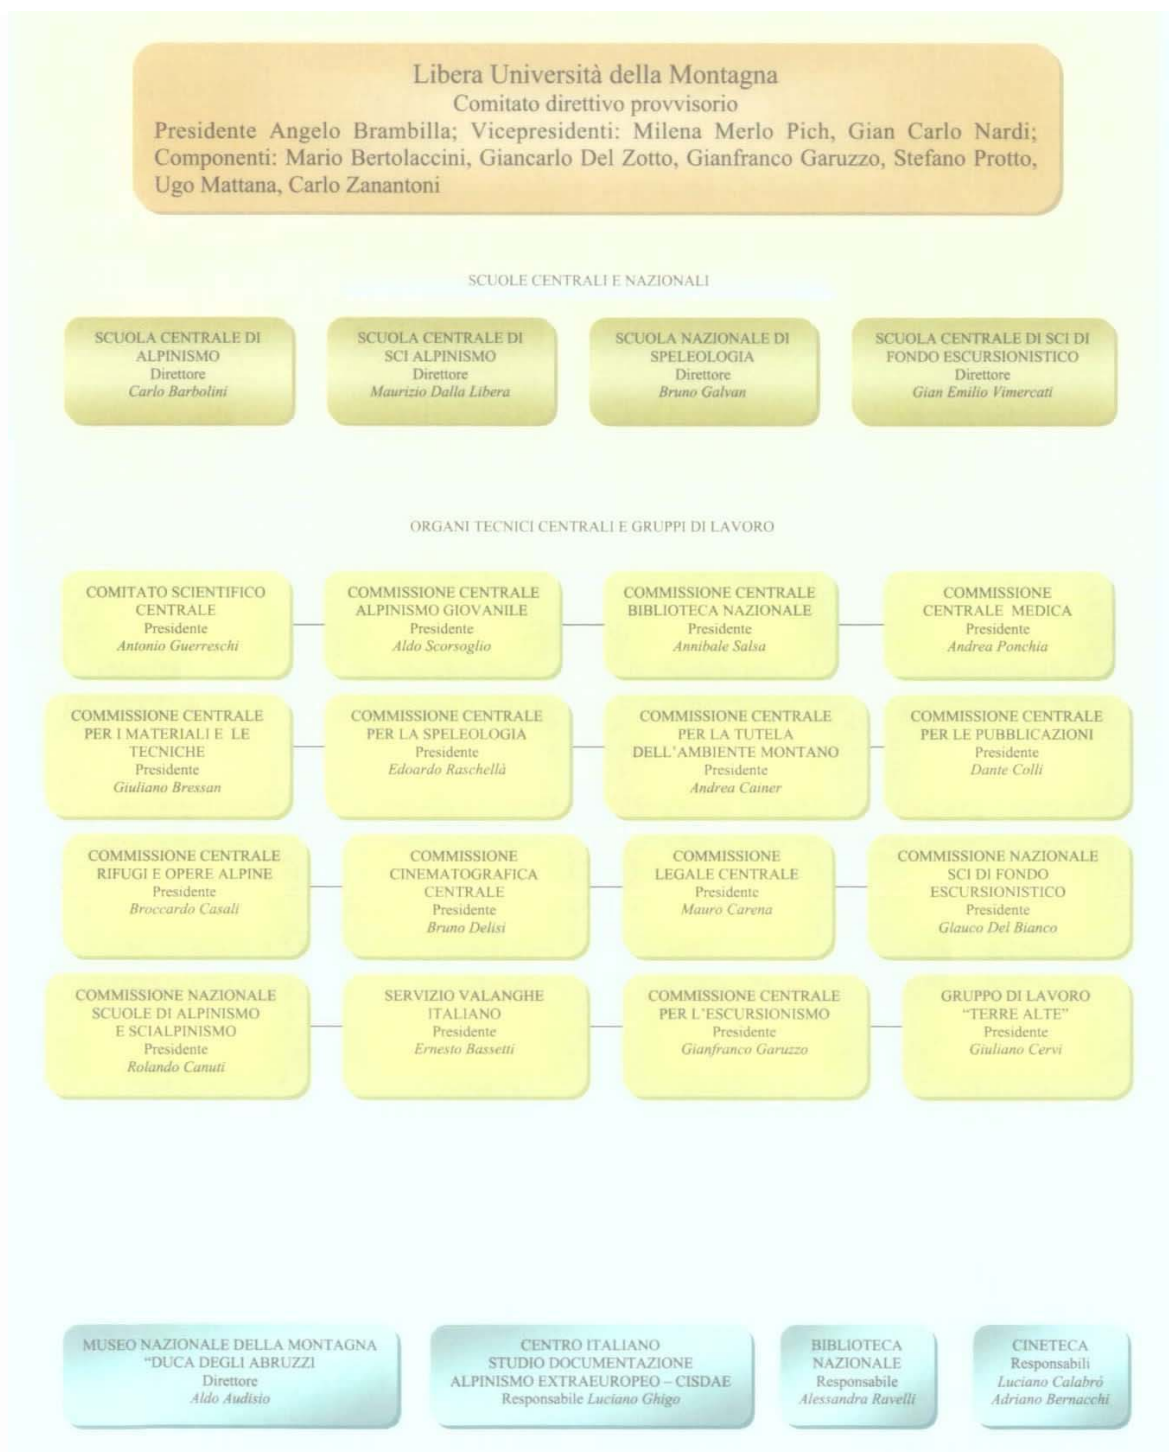 Libera Università della Montagna
Comitato direttivo provvisorio
Presidente Angelo Brambilla; Vicepresidenti: Milena Merlo Pich, Gian Carlo Nardi;
Componenti: Mario Bertolaccini, Giancarlo Del Zotto, Gianfranco Garuzzo, Stefano Protto,
Ugo Mattana, Carlo Zanantoni
SCUOLE CENTRALI E NAZIONALI
SCUOLA CENTRALE DI
ALPINISMO
Direttore
Carlo Barbolini
SCUOLA CENTRALE DI
SCI ALPINISMO
Direttore
Maurizio Dalla Libera
SCUOLA NAZIONALE DI
SPELEOLOGIA
Direttore
Bruno Galvan
SCUOLA CENTRALE DI SCI DI
FONDO ESCURSIONISTICO
Direttore
Gian Emilio Vimercati
ORGANI TECNICI CENTRALI E GRUPPI DI LAVORO
COMITATO SCIENTIFICO
CENTRALE
Presidente
Antonio Guerreschi
COMMISSIONE CENTRALE
ALPINISMO GIOVANILE
Presidente
Aldo Scorsoglio
COMMISSIONE CENTRALE
BIBLIOTECA NAZIONALE
Presidente
Annibale Salsa
COMMISSIONE
CENTRALE MEDICA
Presidente
Andrea Ponchia
COMMISSIONE CENTRALE
PER I MATERIALI E LE
TECNICHE
Presidente
Giuliano Bressan
COMMISSIONE CENTRALE
PER LA SPELEOLOGIA
Presidente
Edoardo Raschellà
COMMISSIONE CENTRALE
PER LA TUTELA
DELL'AMBIENTE MONTANO
Presidente
Andrea Cainer
COMMISSIONE CENTRALE
PER LE PUBBLICAZIONI
Presidente
Dante Colli
COMMISSIONE CENTRALE
RIFUGI E OPERE ALPINE
Presidente
Broccardo Casali
COMMISSIONE
CINEMATOGRAFICA
CENTRALE
Presidente
Bruno Delisi
COMMISSIONE
LEGALE CENTRALE
Presidente
Mauro Carena
COMMISSIONE NAZIONALE
SCI DI FONDO
ESCURSIONISTICO
Presidente
Glauco Del Bianco
COMMISSIONE NAZIONALE
SCUOLE DI ALPINISMO
E SCIALPINISMO
Presidente
Rolando Canuti
SERVIZIO VALANGHE
ITALIANO
Presidente
Ernesto Bassetti
COMMISSIONE CENTRALE
PER L'ESCURSIONISMO
Presidente
Gianfranco Garuzzo
GRUPPO DI LAVORO
“TERRE ALTE”
Presidente
Giuliano Cervi
MUSEO NAZIONALE DELLA MONTAGNA
“DUCA DEGLI ABRUZZI
Direttore
Aldo Audisio
CENTRO ITALIANO
STUDIO DOCUMENTAZIONE
ALPINISMO EXTRAEUROPEO – CISDAE
Responsabile Luciano Ghigo
BIBLIOTECA
NAZIONALE
Responsabile
Alessandra Ravelli
CINETECA
Responsabili
Luciano Calabrò
Adriano Bernacchi